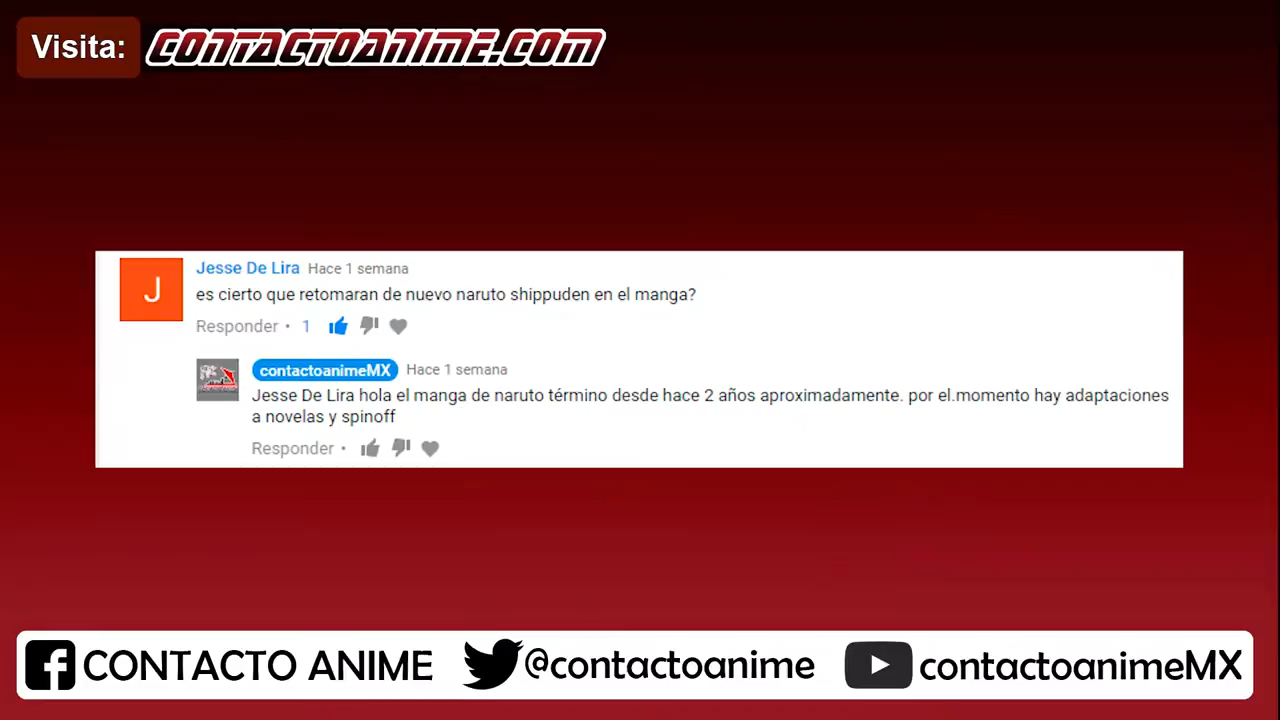 Visita: CONTACTOANIME.COM
J
Jesse De Lira Hace 1 semana
es cierto que retomaran de nuevo naruto shippuden en el manga?
Responder • 1
contactoanimeMX Hace 1 semana
Jesse De Lira hola el manga de naruto término desde hace 2 años aproximadamente. por el.momento hay adaptaciones
a novelas y spinoff
Responder •
CONTACTO ANIME @contactoanime contactoanimeMX